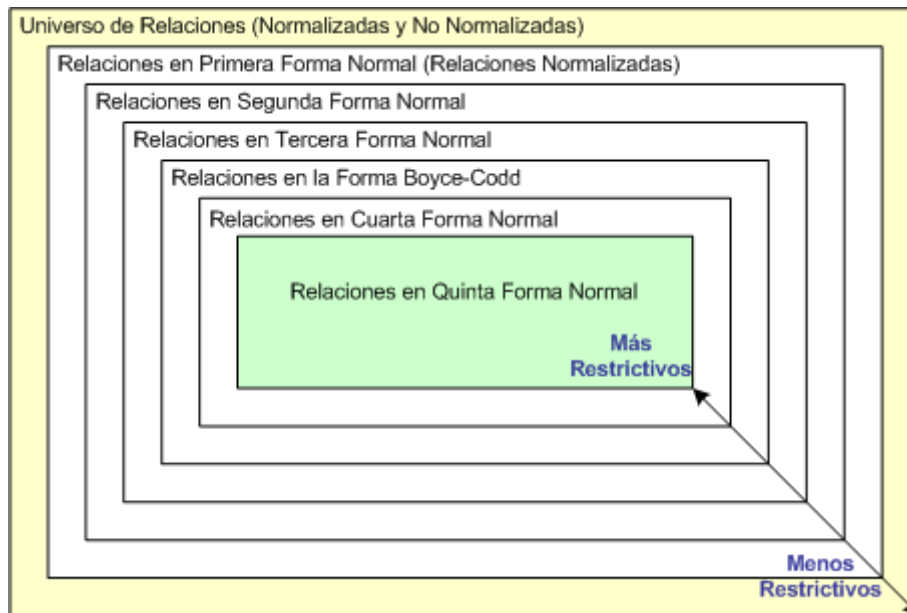 Universo de Relaciones (Normalizadas y No Normalizadas)
Relaciones en Primera Forma Normal (Relaciones Normalizadas)
Relaciones en Segunda Forma Normal
Relaciones en Tercera Forma Normal
Relaciones en la Forma Boyce-Codd
Relaciones en Cuarta Forma Normal
Relaciones en Quinta Forma Normal
Más
Restrictivos
Menos
Restrictivos